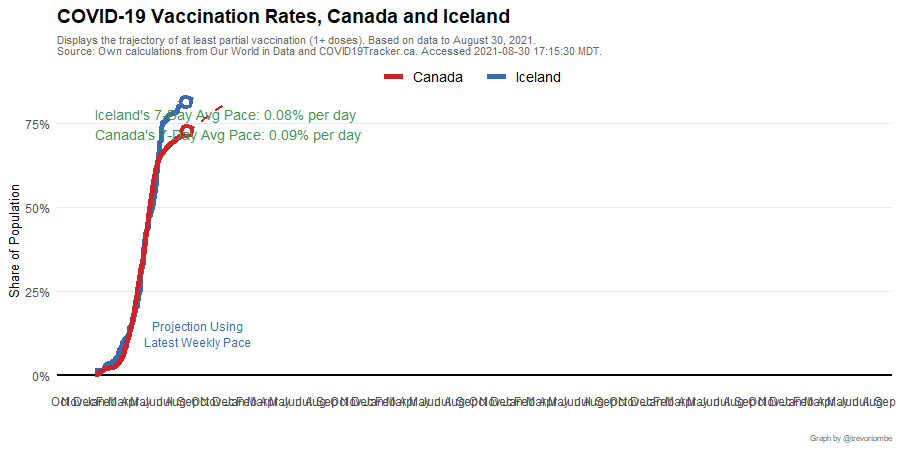 COVID-19 Vaccination Rates, Canada and Iceland
Displays the trajectory of at least partial vaccination (1+ doses). Based on data to August 30, 2021.
Source: Own calculations from Our World in Data and COVID19Tracker.ca. Accessed 2021-08-30 17:15:30 MDT.
Canada Iceland
Iceland's 7-Day Avg Pace: 0.08% per day
Canada's 7-Day Avg Pace: 0.09% per day
75%
50%
25%
0%
Share of Population
Projection Using
Latest Weekly Pace
Graph by @trevortombe